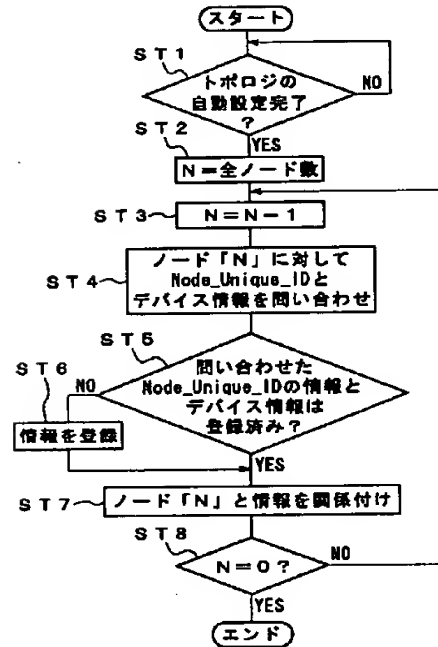 スタート
ST1
トポロジの
自動設定完了
?
NO
YES
ST2
N=全ノード数
ST3
N=N-1
ST4
ノード「N」に対して
Node_Unique_IDと
デバイス情報を問い合わせ
ST5
問い合わせた
Node_Unique_IDの情報と
デバイス情報は
登録済み?
NO
ST6
情報を登録
YES
ST7
ノード「N」と情報を関係付け
ST8
N=0?
NO
YES
エンド